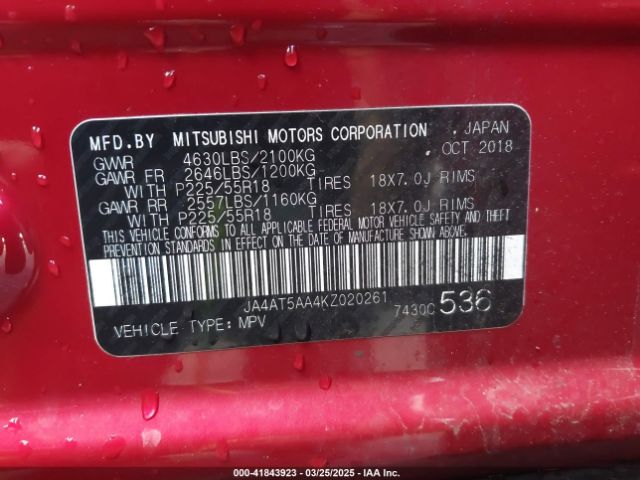 MFD.BY MITSUBISHI MOTORS CORPORATION , JAPAN
GVWR 4630LBS/2100KG , OCT 2018
GAWR FR 2646LBS/1200KG
WITH P225/55R18 TIRES 18X7.0J RIMS
GAWR RR 2557LBS/1160KG
WITH P225/55R18 TIRES 18X7.0J RIMS
THIS VEHICLE CONFORMS TO ALL APPLICABLE FEDERAL MOTOR VEHICLE SAFETY AND THEFT
PREVENTION STANDARDS IN EFFECT ON THE DATE OF MANUFACTURE SHOWN ABOVE.
JA4AT5AA4KZ020261 7430C 536
VEHICLE TYPE: MPV
000-41843923 - 03/25/2025 - IAA Inc.